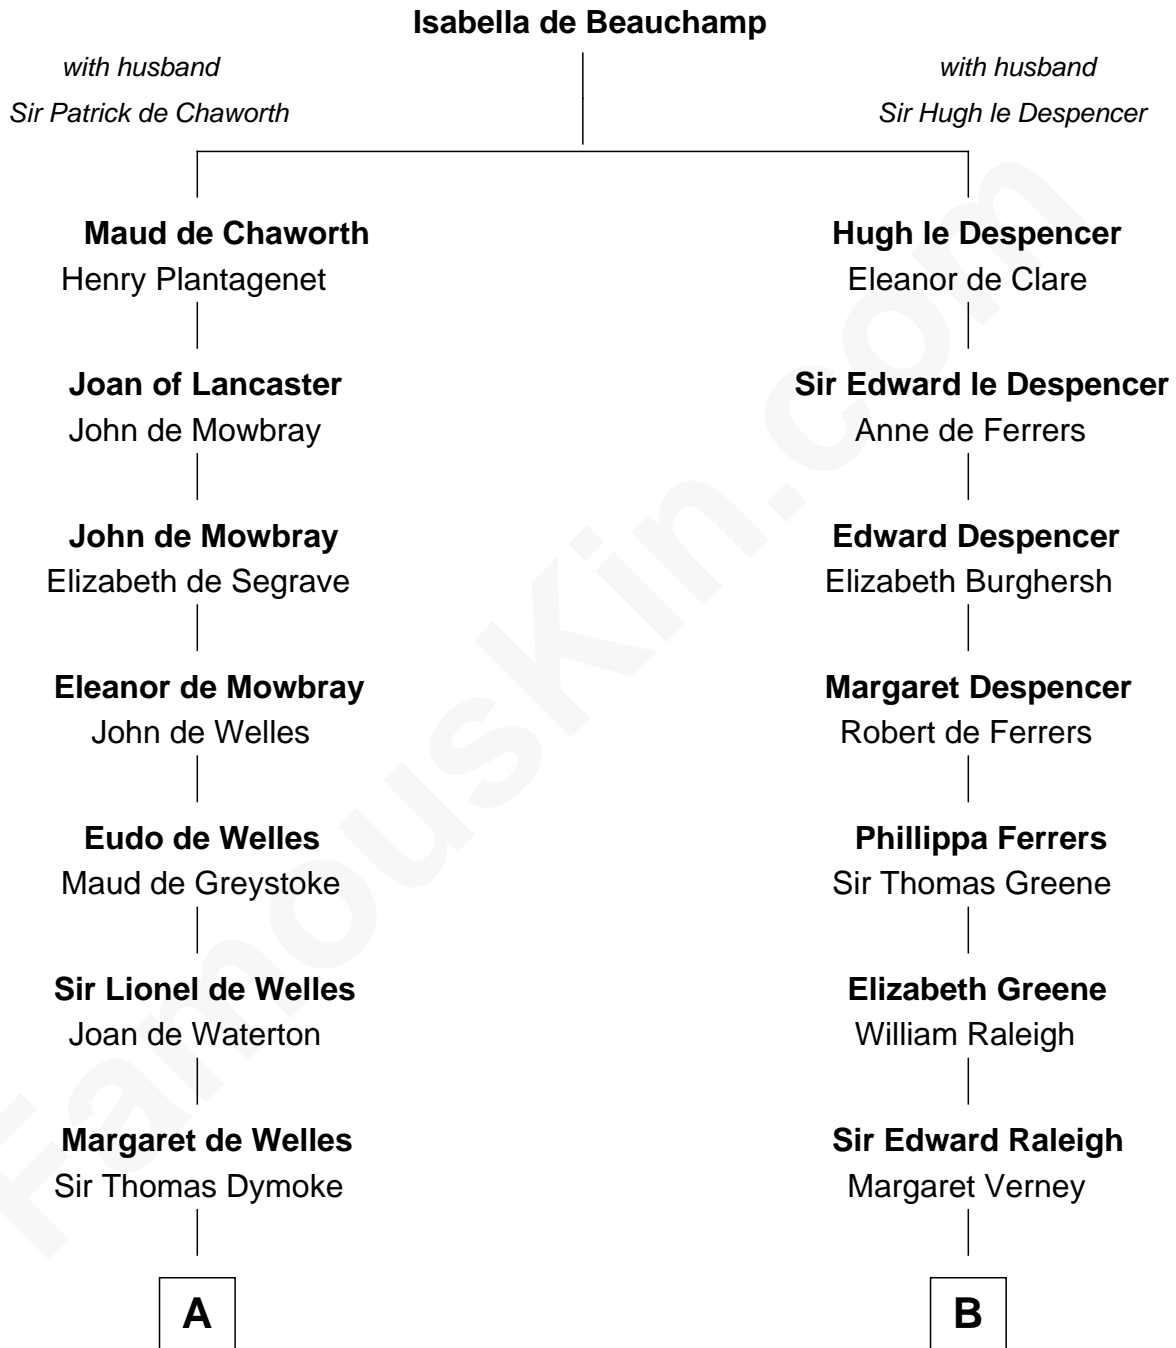 Isabella de Beauchamp
with husband
Sir Patrick de Chaworth
with husband
Sir Hugh le Despencer
Maud de Chaworth
Henry Plantagenet
Joan of Lancaster
John de Mowbray
John de Mowbray
Elizabeth de Segrave
Eleanor de Mowbray
John de Welles
Eudo de Welles
Maud de Greystoke
Sir Lionel de Welles
Joan de Waterton
Margaret de Welles
Sir Thomas Dymoke
A
Hugh le Despencer
Eleanor de Clare
Sir Edward le Despencer
Anne de Ferrers
Edward Despencer
Elizabeth Burghersh
Margaret Despencer
Robert de Ferrers
Phillippa Ferrers
Sir Thomas Greene
Elizabeth Greene
William Raleigh
Sir Edward Raleigh
Margaret Verney
B
FamousKin.com